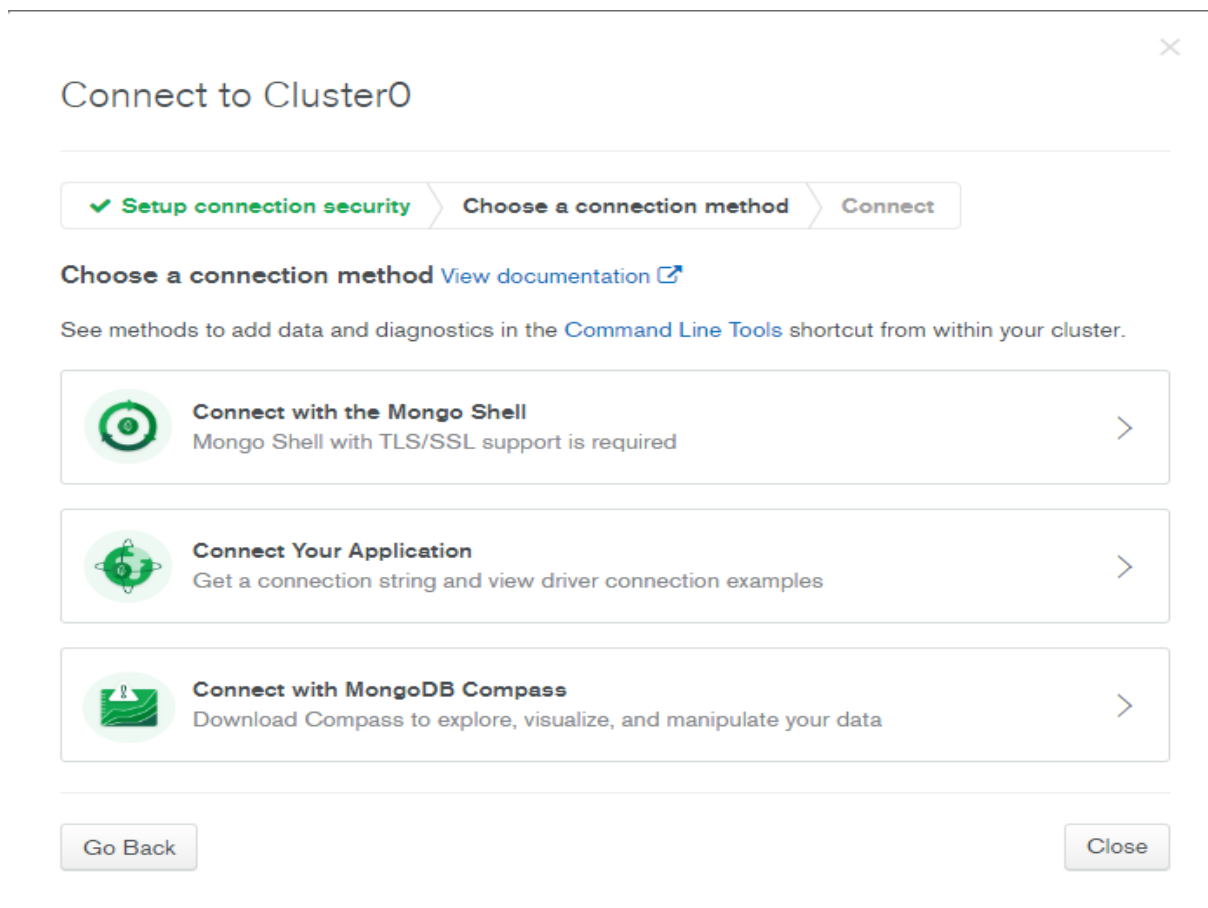 Connect to Cluster0
Setup connection security Choose a connection method Connect
Choose a connection method View documentation
See methods to add data and diagnostics in the Command Line Tools shortcut from within your cluster.
Connect with the Mongo Shell
Mongo Shell with TLS/SSL support is required
Connect Your Application
Get a connection string and view driver connection examples
Connect with MongoDB Compass
Download Compass to explore, visualize, and manipulate your data
Go Back Close